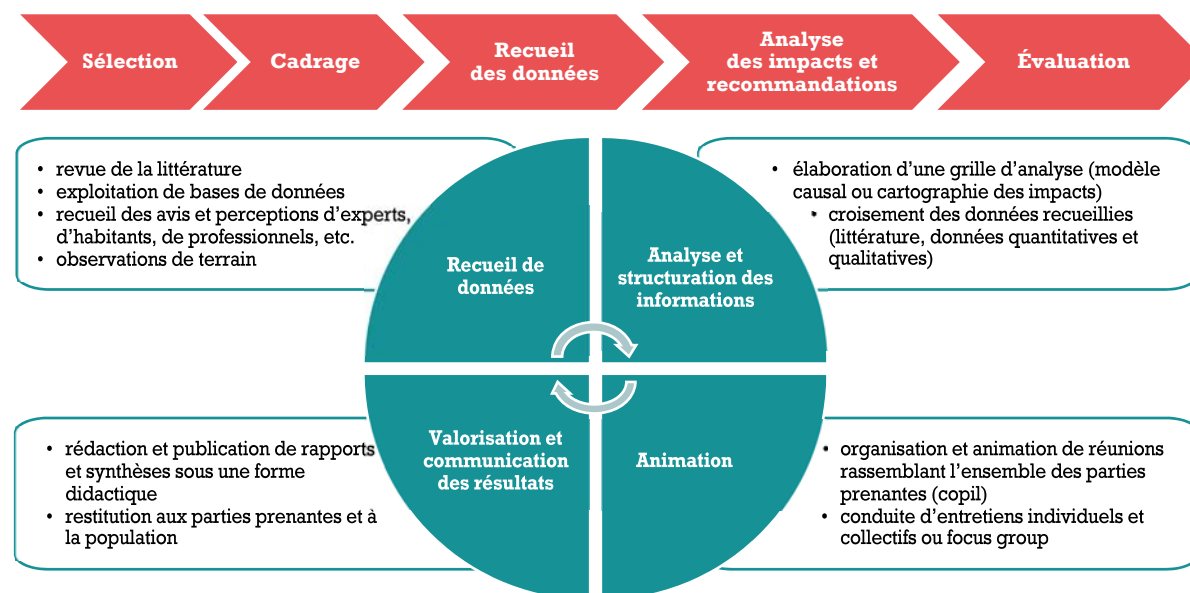 Sélection
Cadrage
Recueil
des données
Analyse
des impacts et
recommandations
Évaluation
• revue de la littérature
• exploitation de bases de données
• recueil des avis et perceptions d'experts,
d'habitants, de professionnels, etc.
• observations de terrain
Recueil de
données
Analyse et
structuration des
informations
• élaboration d'une grille d'analyse (modèle
causal ou cartographie des impacts)
• croisement des données recueillies
(littérature, données quantitatives et
qualitatives)
• rédaction et publication de rapports
et synthèses sous une forme
didactique
• restitution aux parties prenantes et à
la population
Valorisation et
communication
des résultats
Animation
• organisation et animation de réunions
rassemblant l'ensemble des parties
prenantes (copil)
• conduite d'entretiens individuels et
collectifs ou focus group